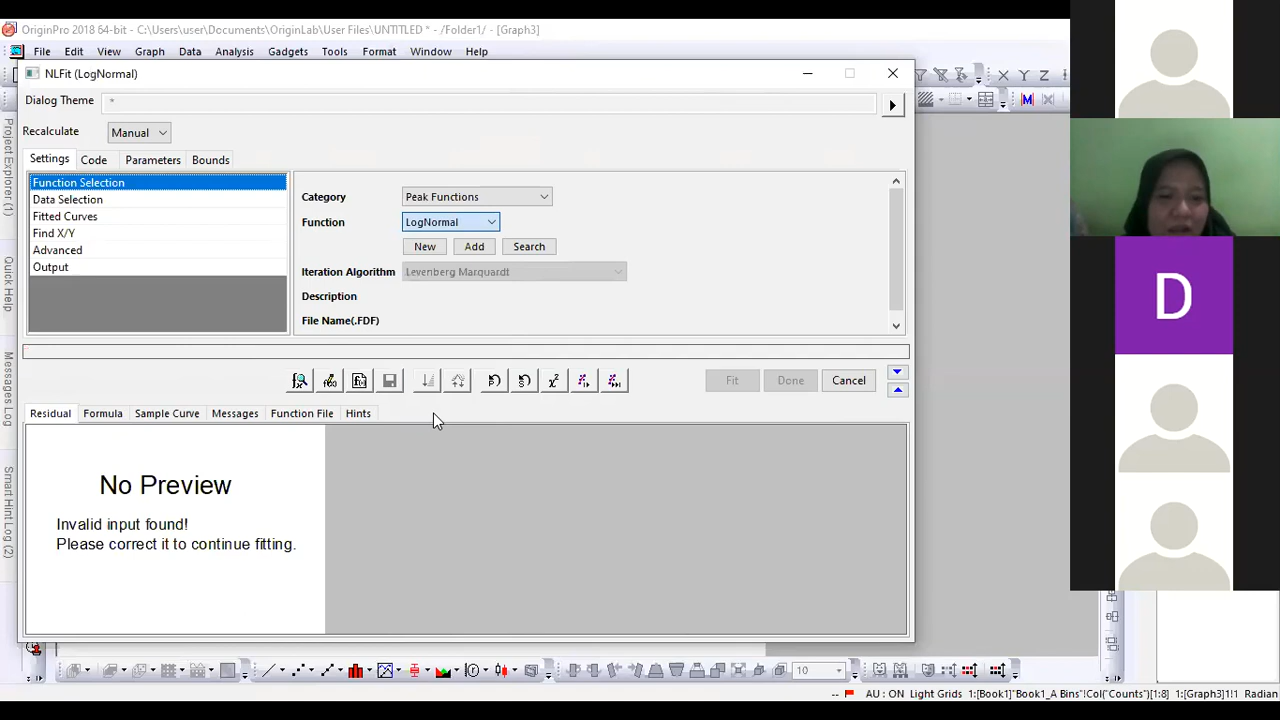 OriginPro 2018 64-bit - C:\Users\user\Documents\OriginLab\User Files\UNTITLED * - /Folder1/ - [Graph3]
File Edit View Graph Data Analysis Gadgets Tools Format Window Help
NLFit (LogNormal)
Dialog Theme *
Recalculate Manual
Settings Code Parameters Bounds
Function Selection
Data Selection
Fitted Curves
Find X/Y
Advanced
Output
Category Peak Functions
Function LogNormal
New Add Search
Iteration Algorithm Levenberg Marquardt
Description
File Name(.FDF)
Fit Done Cancel
Residual Formula Sample Curve Messages Function File Hints
No Preview
Invalid input found!
Please correct it to continue fitting.
Project Explorer (1)
Quick Help
Messages Log
Smart Hint Log (2)
X Y Z
M
D
10
-- AU : ON Light Grids 1:[Book1]"Book1_A Bins"!Col("Counts")[1:8] 1:[Graph3]1!1 Radian